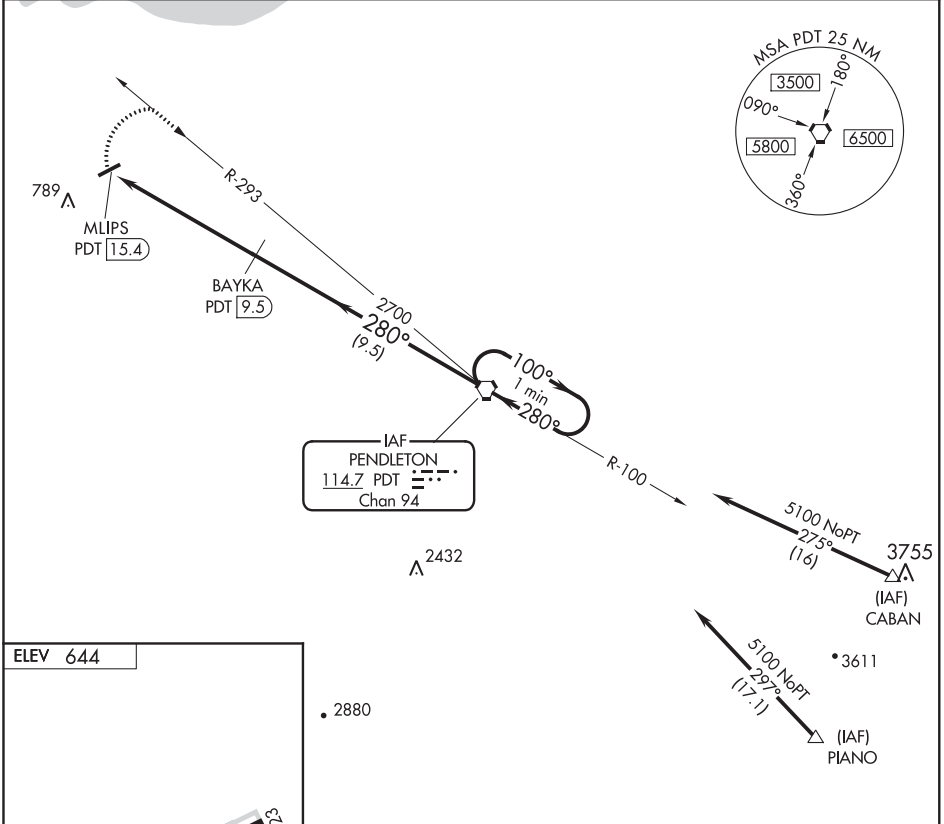 MSA PDT 25 NM
3500
180°
090°
5800
6500
360°
R-293
789
MLIPS
PDT 15.4
BAYKA
PDT 9.5
2700
280°
(9.5)
100°
1 min
280°
IAF
PENDLETON
114.7 PDT
Chan 94
R-100
5100 NoPT
275°
(16)
3755
(IAF)
CABAN
2432
3611
5100 NoPT
297°
(17.1)
(IAF)
PIANO
ELEV 644
2880
23